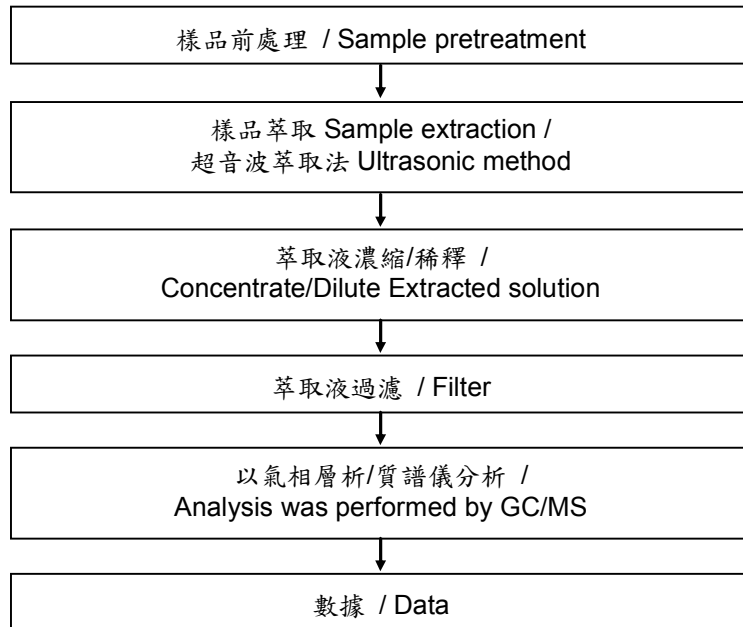 樣品前處理 / Sample pretreatment
樣品萃取 Sample extraction /
超音波萃取法 Ultrasonic method
萃取液濃縮/稀釋 /
Concentrate/Dilute Extracted solution
萃取液過濾 / Filter
以氣相層析/質譜儀分析 /
Analysis was performed by GC/MS
數據 / Data